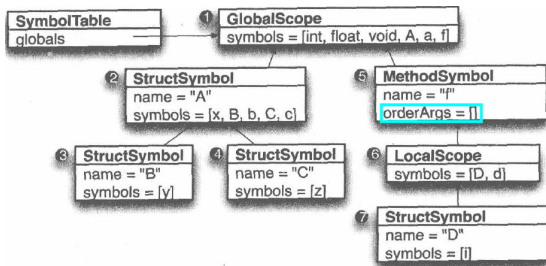 SymbolTable
globals
1 GlobalScope
symbols = [int, float, void, A, a, f]
2 StructSymbol
name = "A"
symbols = [x, B, b, C, c]
5 MethodSymbol
name = "f"
orderArgs = []
3 StructSymbol
name = "B"
symbols = [y]
4 StructSymbol
name = "C"
symbols = [z]
6 LocalScope
symbols = [D, d]
7 StructSymbol
name = "D"
symbols = [i]